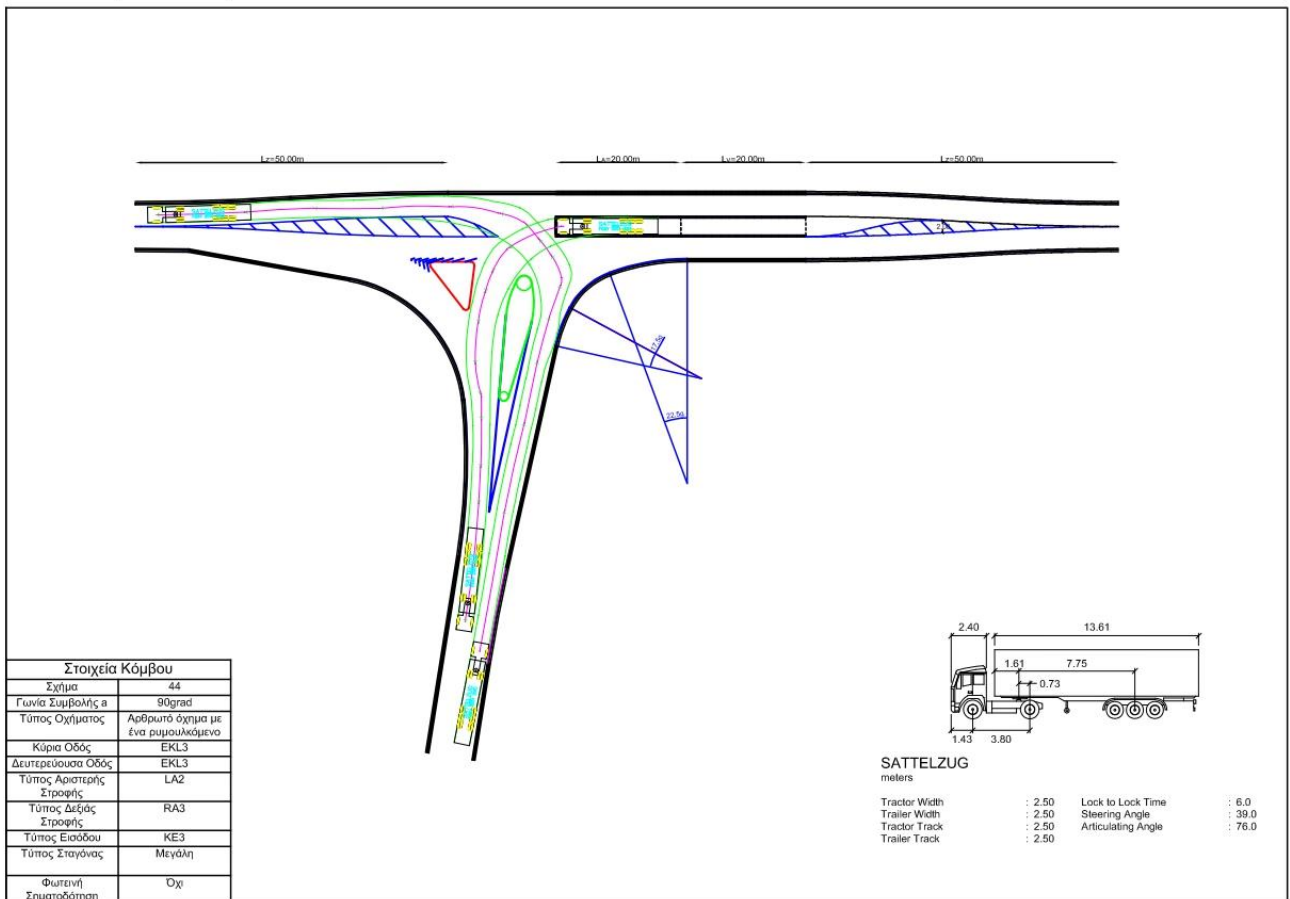 Lz=50.00m
LA=20.00m
Lv=20.00m
Lz=50.00m
17.5g
22.5g
Στοιχεία Κόμβου
Σχήμα 44
Γωνία Συμβολής a 90grad
Τύπος Οχήματος Αρθρωτό όχημα με
ένα ρυμουλκόμενο
Κύρια Οδός EKL3
Δευτερεύουσα Οδός EKL3
Τύπος Αριστερής LA2
Στροφής
Τύπος Δεξιάς RA3
Στροφής
Τύπος Εισόδου KE3
Τύπος Σταγόνας Μεγάλη
Φωτεινή Όχι
Σηματοδότηση
2.40 13.61
1.61 7.75
0.73
1.43 3.80
SATTELZUG
meters
Tractor Width : 2.50 Lock to Lock Time : 6.0
Trailer Width : 2.50 Steering Angle : 39.0
Tractor Track : 2.50 Articulating Angle : 76.0
Trailer Track : 2.50